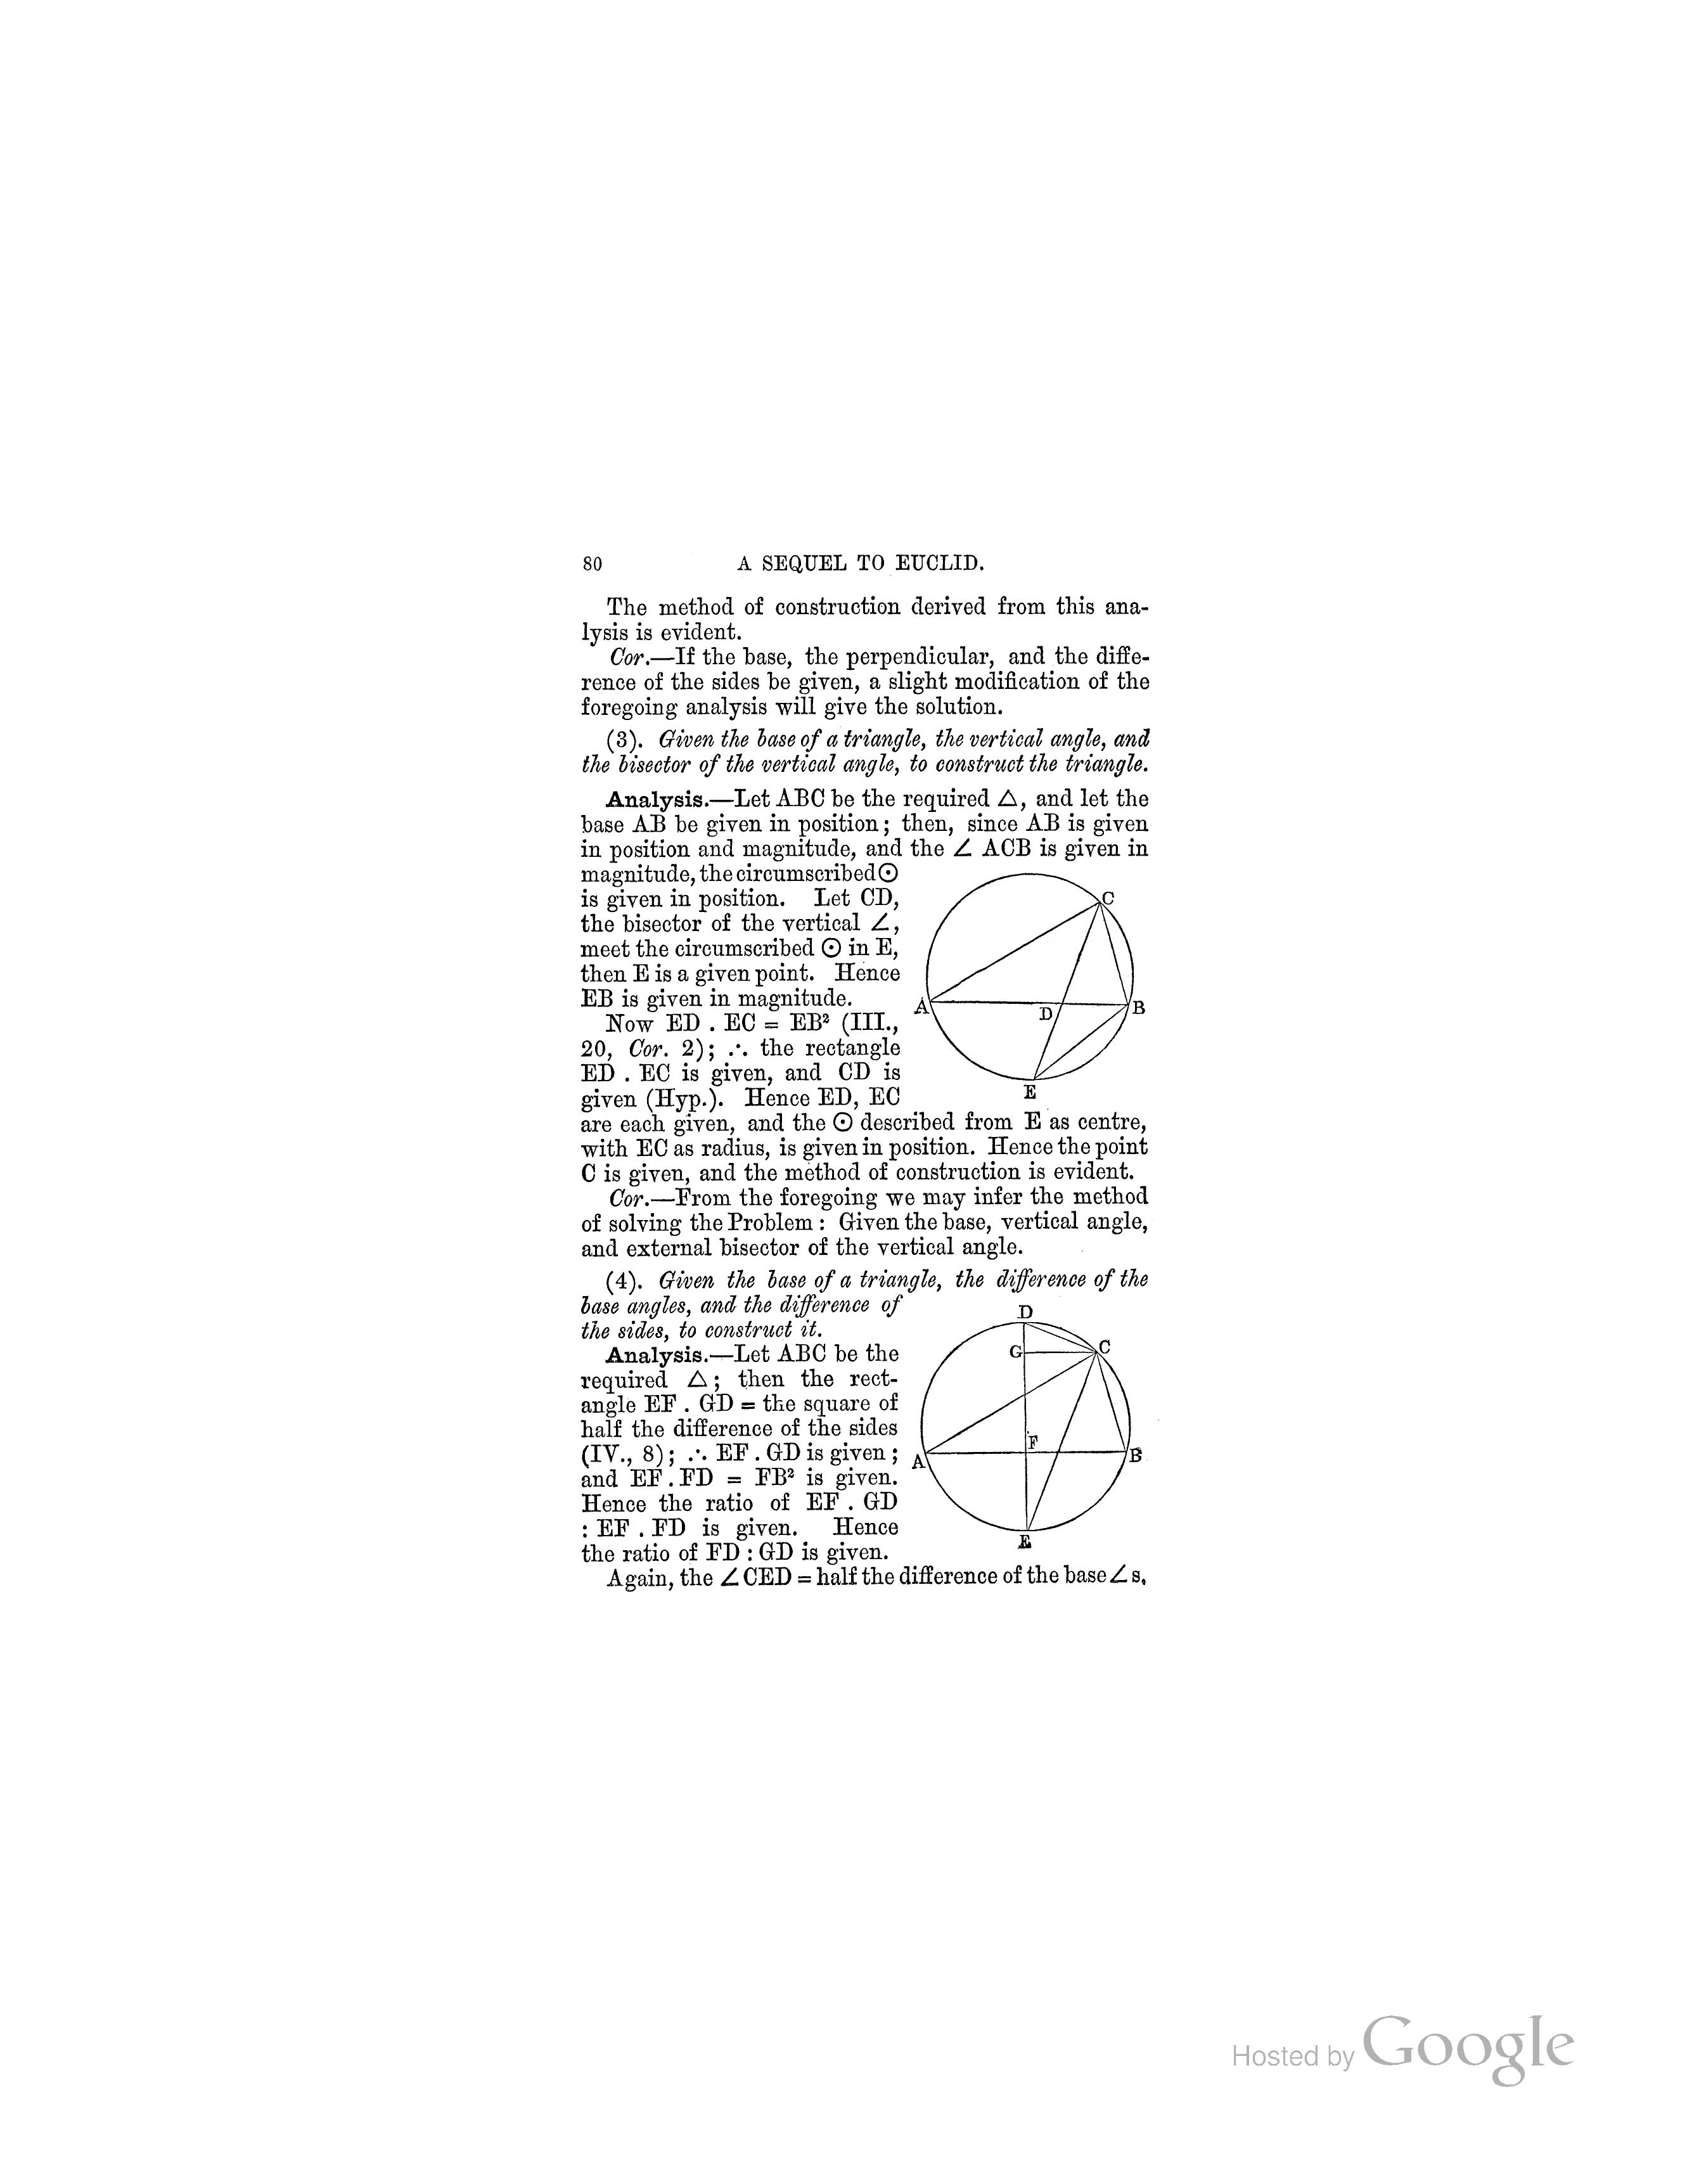 80 A SEQUEL TO EUCLID.
The method of construction derived from this ana-
lysis is evident.
Cor.—If the base, the perpendicular, and the diffe-
rence of the sides be given, a slight modification of the
foregoing analysis will give the solution.
(3). Given the base of a triangle, the vertical angle, and
the bisector of the vertical angle, to construct the triangle.
Analysis.—Let ABC be the required △, and let the
base AB be given in position; then, since AB is given
in position and magnitude, and the ∠ ACB is given in
magnitude, the circumscribed ⊙
is given in position. Let CD,
the bisector of the vertical ∠,
meet the circumscribed ⊙ in E,
then E is a given point. Hence
EB is given in magnitude.
Now ED . EC = EB² (III.,
20, Cor. 2); ∴ the rectangle
ED . EC is given, and CD is
given (Hyp.). Hence ED, EC
C
A
D
B
E
are each given, and the ⊙ described from E as centre,
with EC as radius, is given in position. Hence the point
C is given, and the method of construction is evident.
Cor.—From the foregoing we may infer the method
of solving the Problem : Given the base, vertical angle,
and external bisector of the vertical angle.
(4). Given the base of a triangle, the difference of the
base angles, and the difference of
the sides, to construct it.
Analysis.—Let ABC be the
required △; then the rect-
angle EF . GD = the square of
half the difference of the sides
(IV., 8); ∴ EF . GD is given;
and EF . FD = FB² is given.
Hence the ratio of EF . GD
: EF . FD is given. Hence
the ratio of FD : GD is given.
D
G
C
F
A
B
E
Again, the ∠ CED = half the difference of the base ∠s,
Hosted by Google